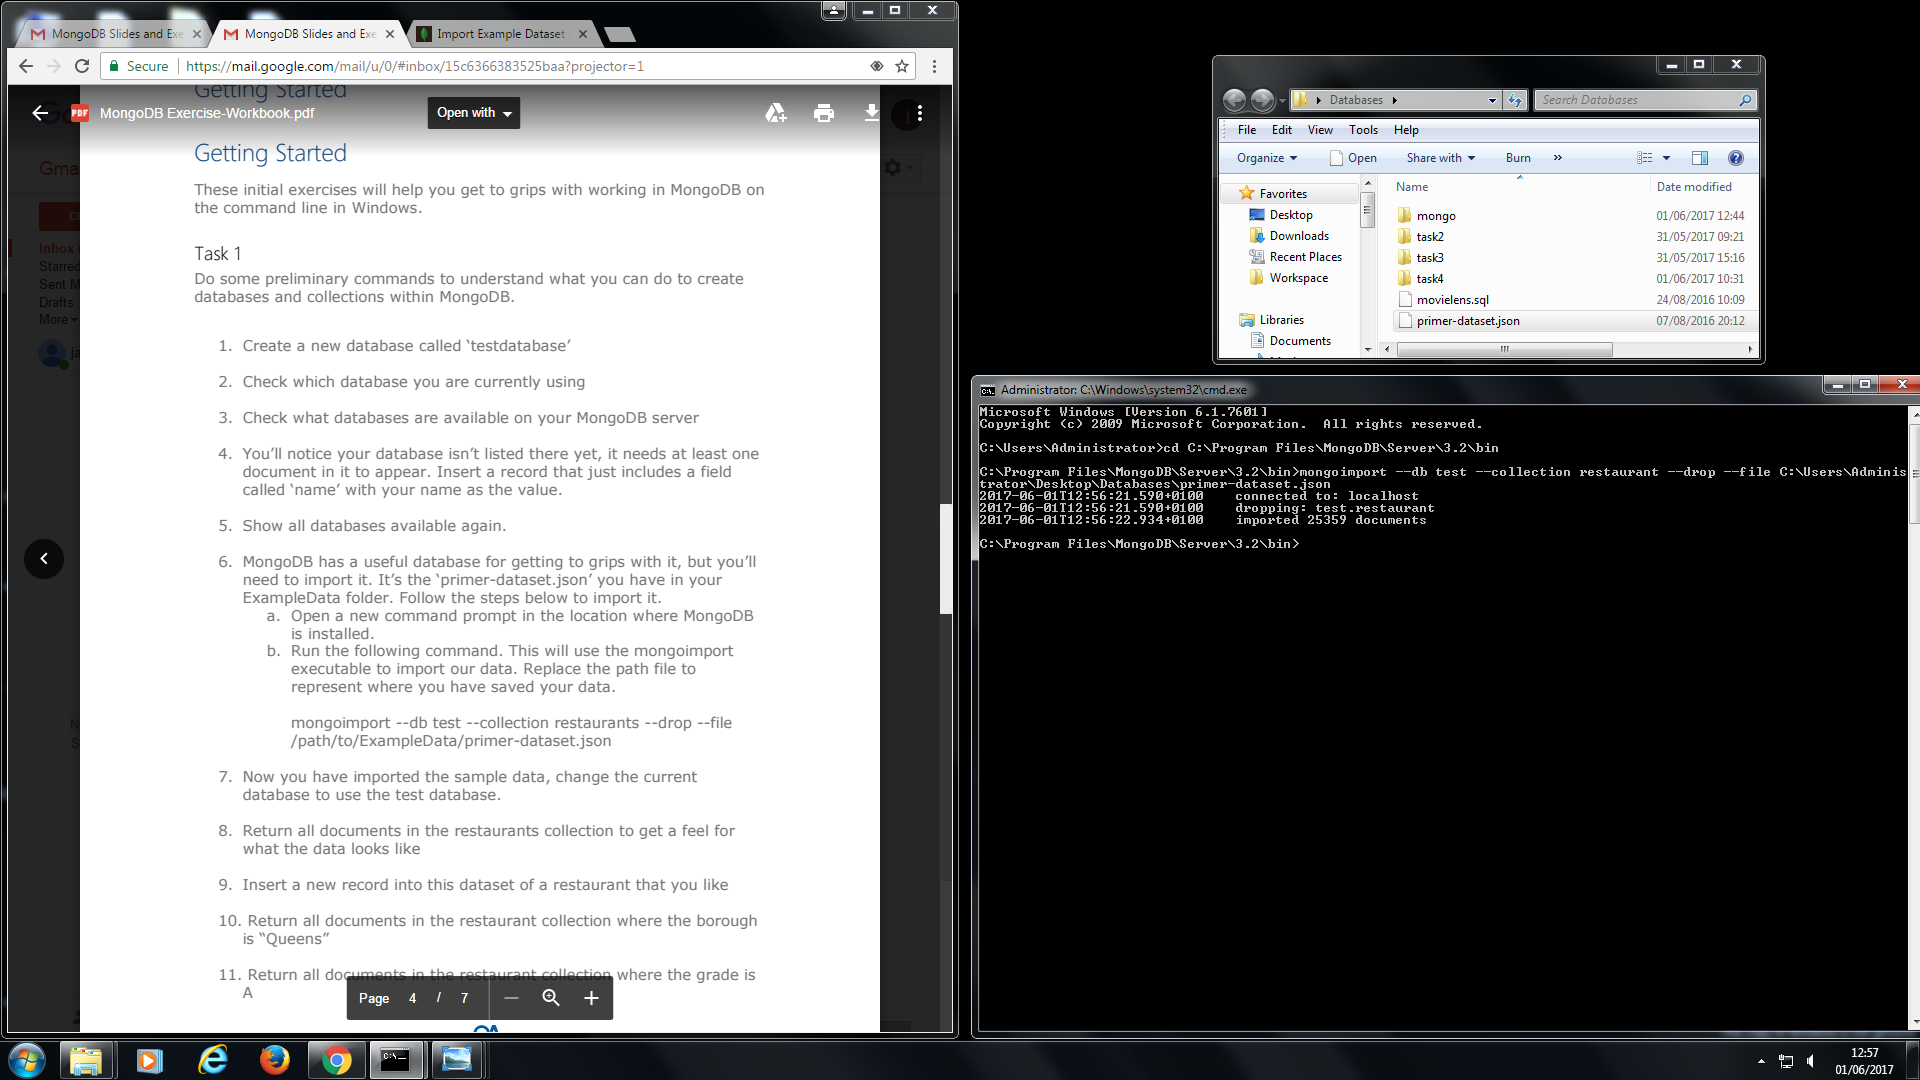 MongoDB Slides and Exe
MongoDB Slides and Exe
Import Example Dataset
Secure
https://mail.google.com/mail/u/0/#inbox/15c6366383525baa?projector=1
Getting Started
MongoDB Exercise-Workbook.pdf
Open with
Gma
Inbox
Starred
Sent M
Drafts
More
Getting Started
These initial exercises will help you get to grips with working in MongoDB on
the command line in Windows.
Task 1
Do some preliminary commands to understand what you can do to create
databases and collections within MongoDB.
1. Create a new database called ‘testdatabase’
2. Check which database you are currently using
3. Check what databases are available on your MongoDB server
4. You’ll notice your database isn’t listed there yet, it needs at least one
document in it to appear. Insert a record that just includes a field
called ‘name’ with your name as the value.
5. Show all databases available again.
6. MongoDB has a useful database for getting to grips with it, but you’ll
need to import it. It’s the ‘primer-dataset.json’ you have in your
ExampleData folder. Follow the steps below to import it.
a. Open a new command prompt in the location where MongoDB
is installed.
b. Run the following command. This will use the mongoimport
executable to import our data. Replace the path file to
represent where you have saved your data.
mongoimport --db test --collection restaurants --drop --file
/path/to/ExampleData/primer-dataset.json
7. Now you have imported the sample data, change the current
database to use the test database.
8. Return all documents in the restaurants collection to get a feel for
what the data looks like
9. Insert a new record into this dataset of a restaurant that you like
10. Return all documents in the restaurant collection where the borough
is “Queens”
11. Return all documents in the restaurant collection where the grade is
A
Page 4 / 7
Databases
Search Databases
File Edit View Tools Help
Organize Open Share with Burn »
Name Date modified
Favorites
Desktop
Downloads
Recent Places
Workspace
Libraries
Documents
mongo 01/06/2017 12:44
task2 31/05/2017 09:21
task3 31/05/2017 15:16
task4 01/06/2017 10:31
movielens.sql 24/08/2016 10:09
primer-dataset.json 07/08/2016 20:12
Administrator: C:\Windows\system32\cmd.exe
Microsoft Windows [Version 6.1.7601]
Copyright (c) 2009 Microsoft Corporation. All rights reserved.
C:\Users\Administrator>cd C:\Program Files\MongoDB\Server\3.2\bin
C:\Program Files\MongoDB\Server\3.2\bin>mongoimport --db test --collection restaurant --drop --file C:\Users\Adminis
trator\Desktop\Databases\primer-dataset.json
2017-06-01T12:56:21.590+0100 connected to: localhost
2017-06-01T12:56:21.590+0100 dropping: test.restaurant
2017-06-01T12:56:22.934+0100 imported 25359 documents
C:\Program Files\MongoDB\Server\3.2\bin>
12:57
01/06/2017